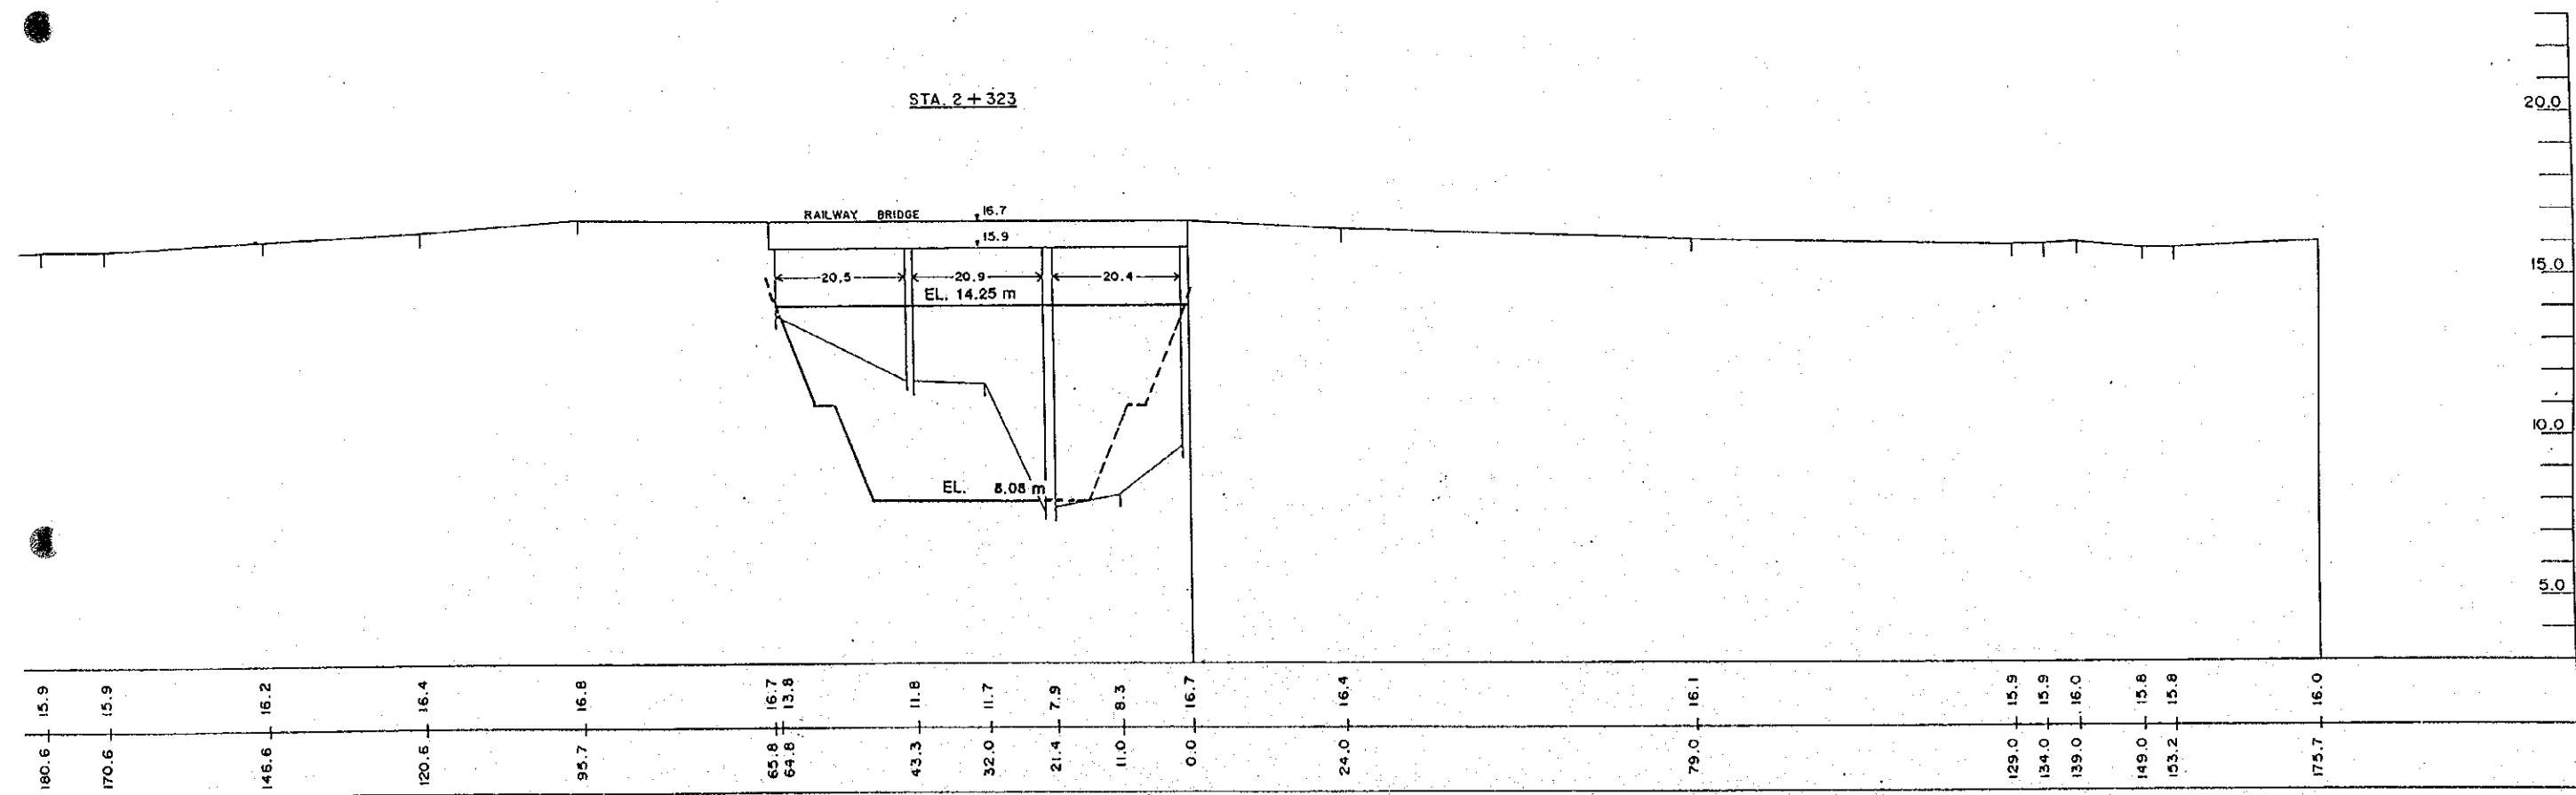 STA. 2 + 323
20.0
RAILWAY BRIDGE 16.7
15.9
15.0
20.5 20.9 20.4
EL. 14.25 m
10.0
EL. 8.08 m
5.0
15.9 15.9 16.2 16.4 16.8 16.7 13.8 11.8 11.7 7.9 8.3 16.7 16.4 16.1 15.9 15.9 16.0 15.8 15.8 16.0
180.6 170.6 146.6 120.6 95.7 65.8 64.8 43.3 32.0 21.4 11.0 0.0 24.0 79.0 129.0 134.0 139.0 149.0 153.2 175.7